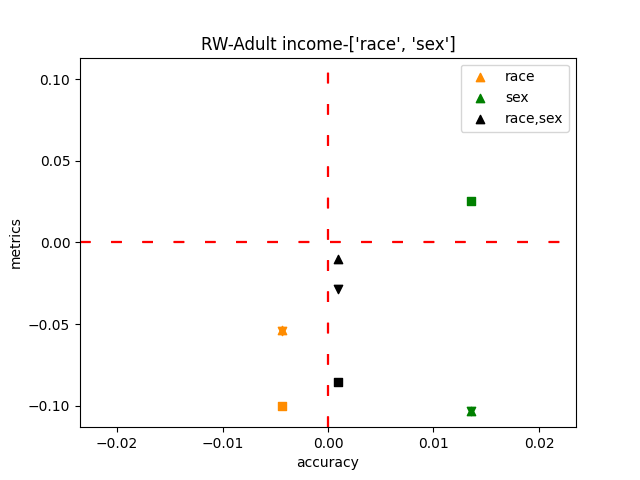 RW-Adult income-['race', 'sex']
race
sex
race,sex
0.10
0.05
0.00
−0.05
−0.10
metrics
−0.02
−0.01
0.00
0.01
0.02
accuracy